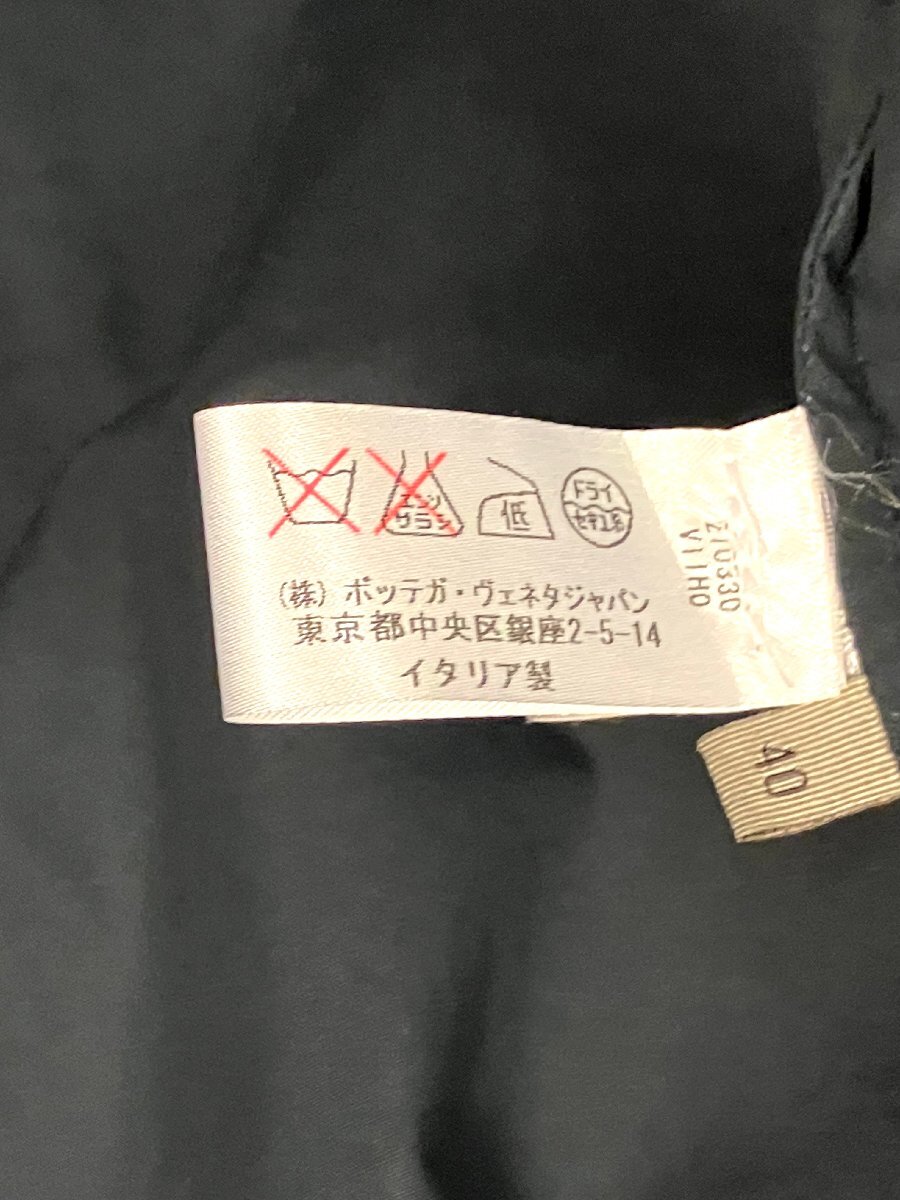 エンソ
サラシ
低
ドライ
セキユ系
(株) ボッテガ・ヴェネタジャパン
東京都中央区銀座2-5-14
イタリア製
210330
V11H0
40